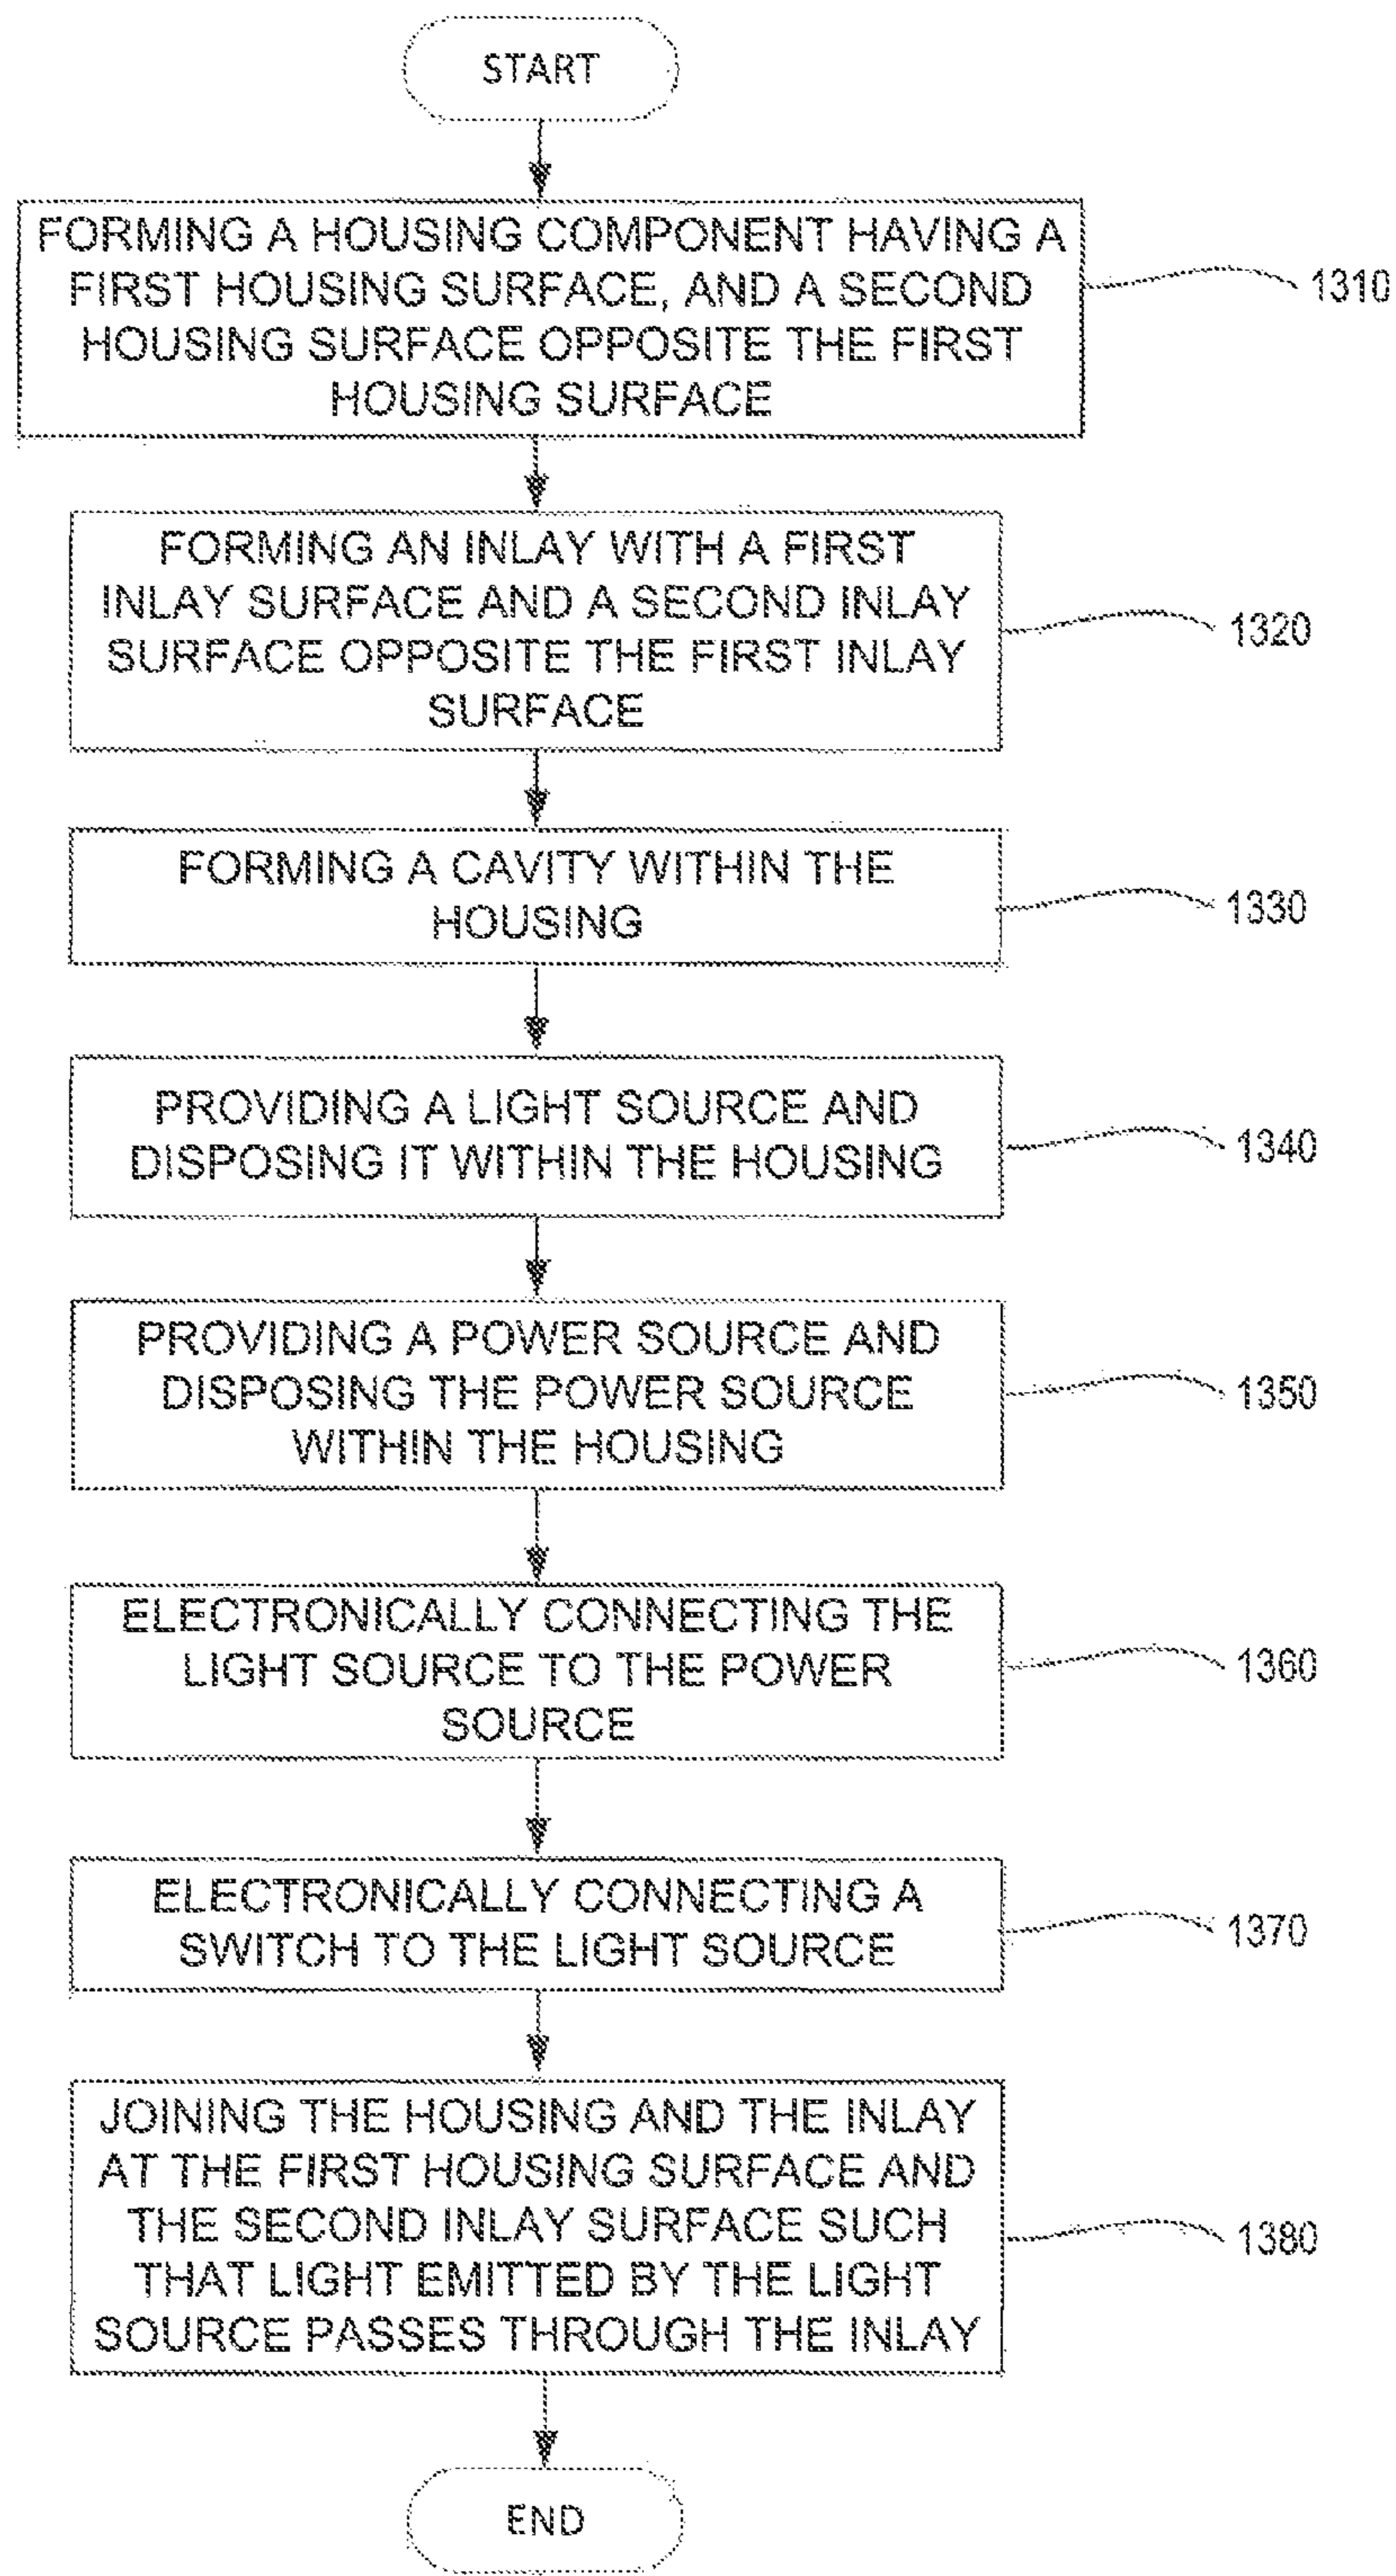 START
FORMING A HOUSING COMPONENT HAVING A
FIRST HOUSING SURFACE, AND A SECOND
HOUSING SURFACE OPPOSITE THE FIRST
HOUSING SURFACE
1310
FORMING AN INLAY WITH A FIRST
INLAY SURFACE AND A SECOND INLAY
SURFACE OPPOSITE THE FIRST INLAY
SURFACE
1320
FORMING A CAVITY WITHIN THE
HOUSING
1330
PROVIDING A LIGHT SOURCE AND
DISPOSING IT WITHIN THE HOUSING
1340
PROVIDING A POWER SOURCE AND
DISPOSING THE POWER SOURCE
WITHIN THE HOUSING
1350
ELECTRONICALLY CONNECTING THE
LIGHT SOURCE TO THE POWER
SOURCE
1360
ELECTRONICALLY CONNECTING A
SWITCH TO THE LIGHT SOURCE
1370
JOINING THE HOUSING AND THE INLAY
AT THE FIRST HOUSING SURFACE AND
THE SECOND INLAY SURFACE SUCH
THAT LIGHT EMITTED BY THE LIGHT
SOURCE PASSES THROUGH THE INLAY
1380
END